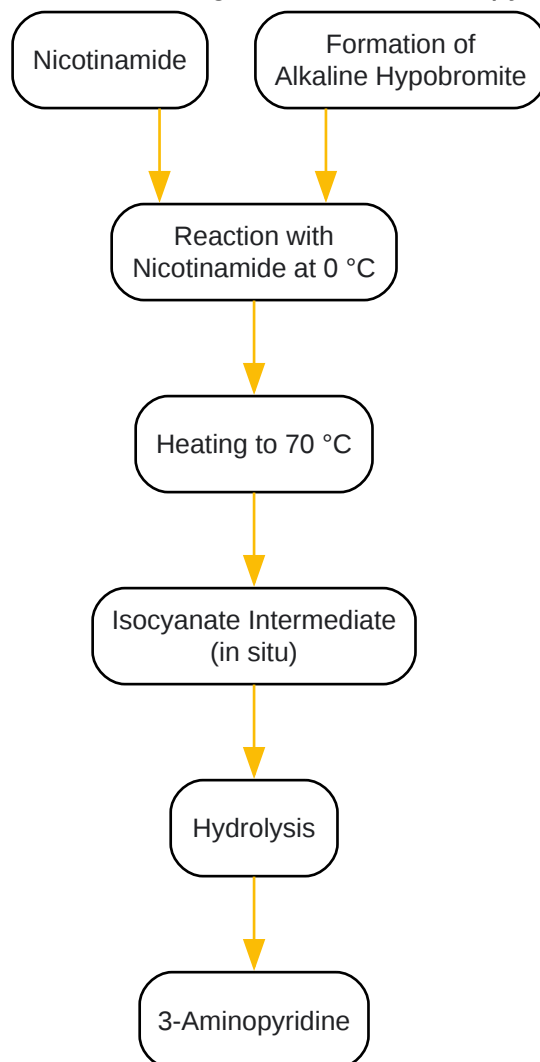 Nicotinamide
Formation of
Alkaline Hypobromite
Reaction with
Nicotinamide at 0 °C
Heating to 70 °C
Isocyanate Intermediate
(in situ)
Hydrolysis
3-Aminopyridine